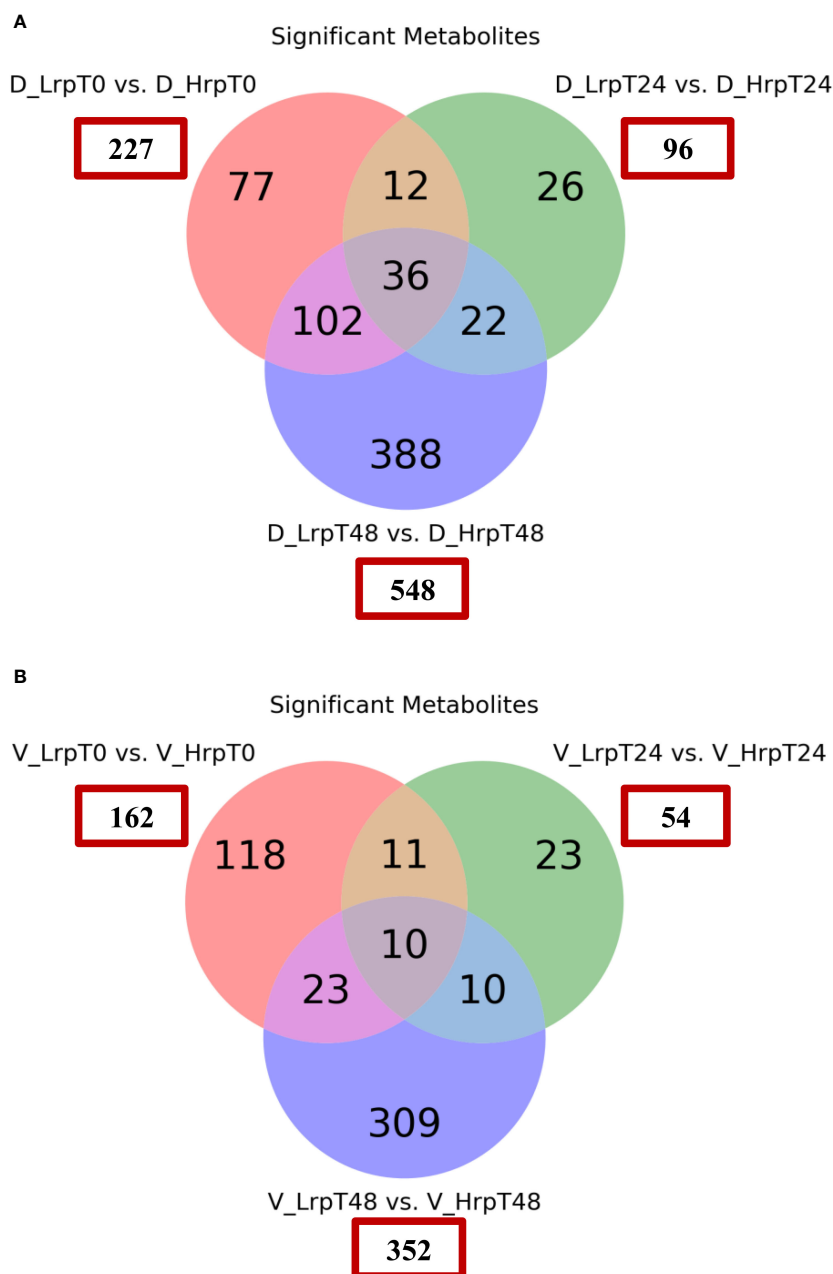 A
Significant Metabolites
D_LrpT0 vs. D_HrpT0
D_LrpT24 vs. D_HrpT24
227
96
77
12
26
36
102
22
388
D_LrpT48 vs. D_HrpT48
548
B
Significant Metabolites
V_LrpT0 vs. V_HrpT0
V_LrpT24 vs. V_HrpT24
162
54
118
11
23
10
23
10
309
V_LrpT48 vs. V_HrpT48
352